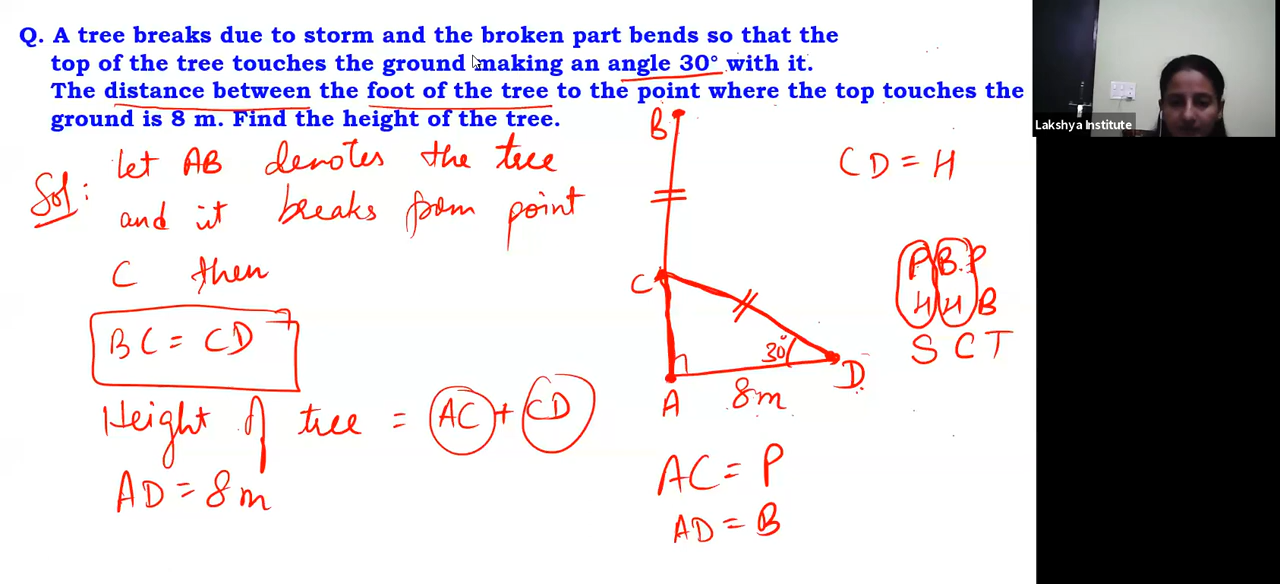 Q. A tree breaks due to storm and the broken part bends so that the
top of the tree touches the ground making an angle 30° with it.
The distance between the foot of the tree to the point where the top touches the
ground is 8 m. Find the height of the tree.
Lakshya Institute
Sol:
let AB denotes the tree
and it breaks from point
C then
BC = CD
Height of tree = AC + CD
AD = 8m
B
C
30°
A
8m
D
AC = P
AD = B
CD = H
P B P
H H B
S C T